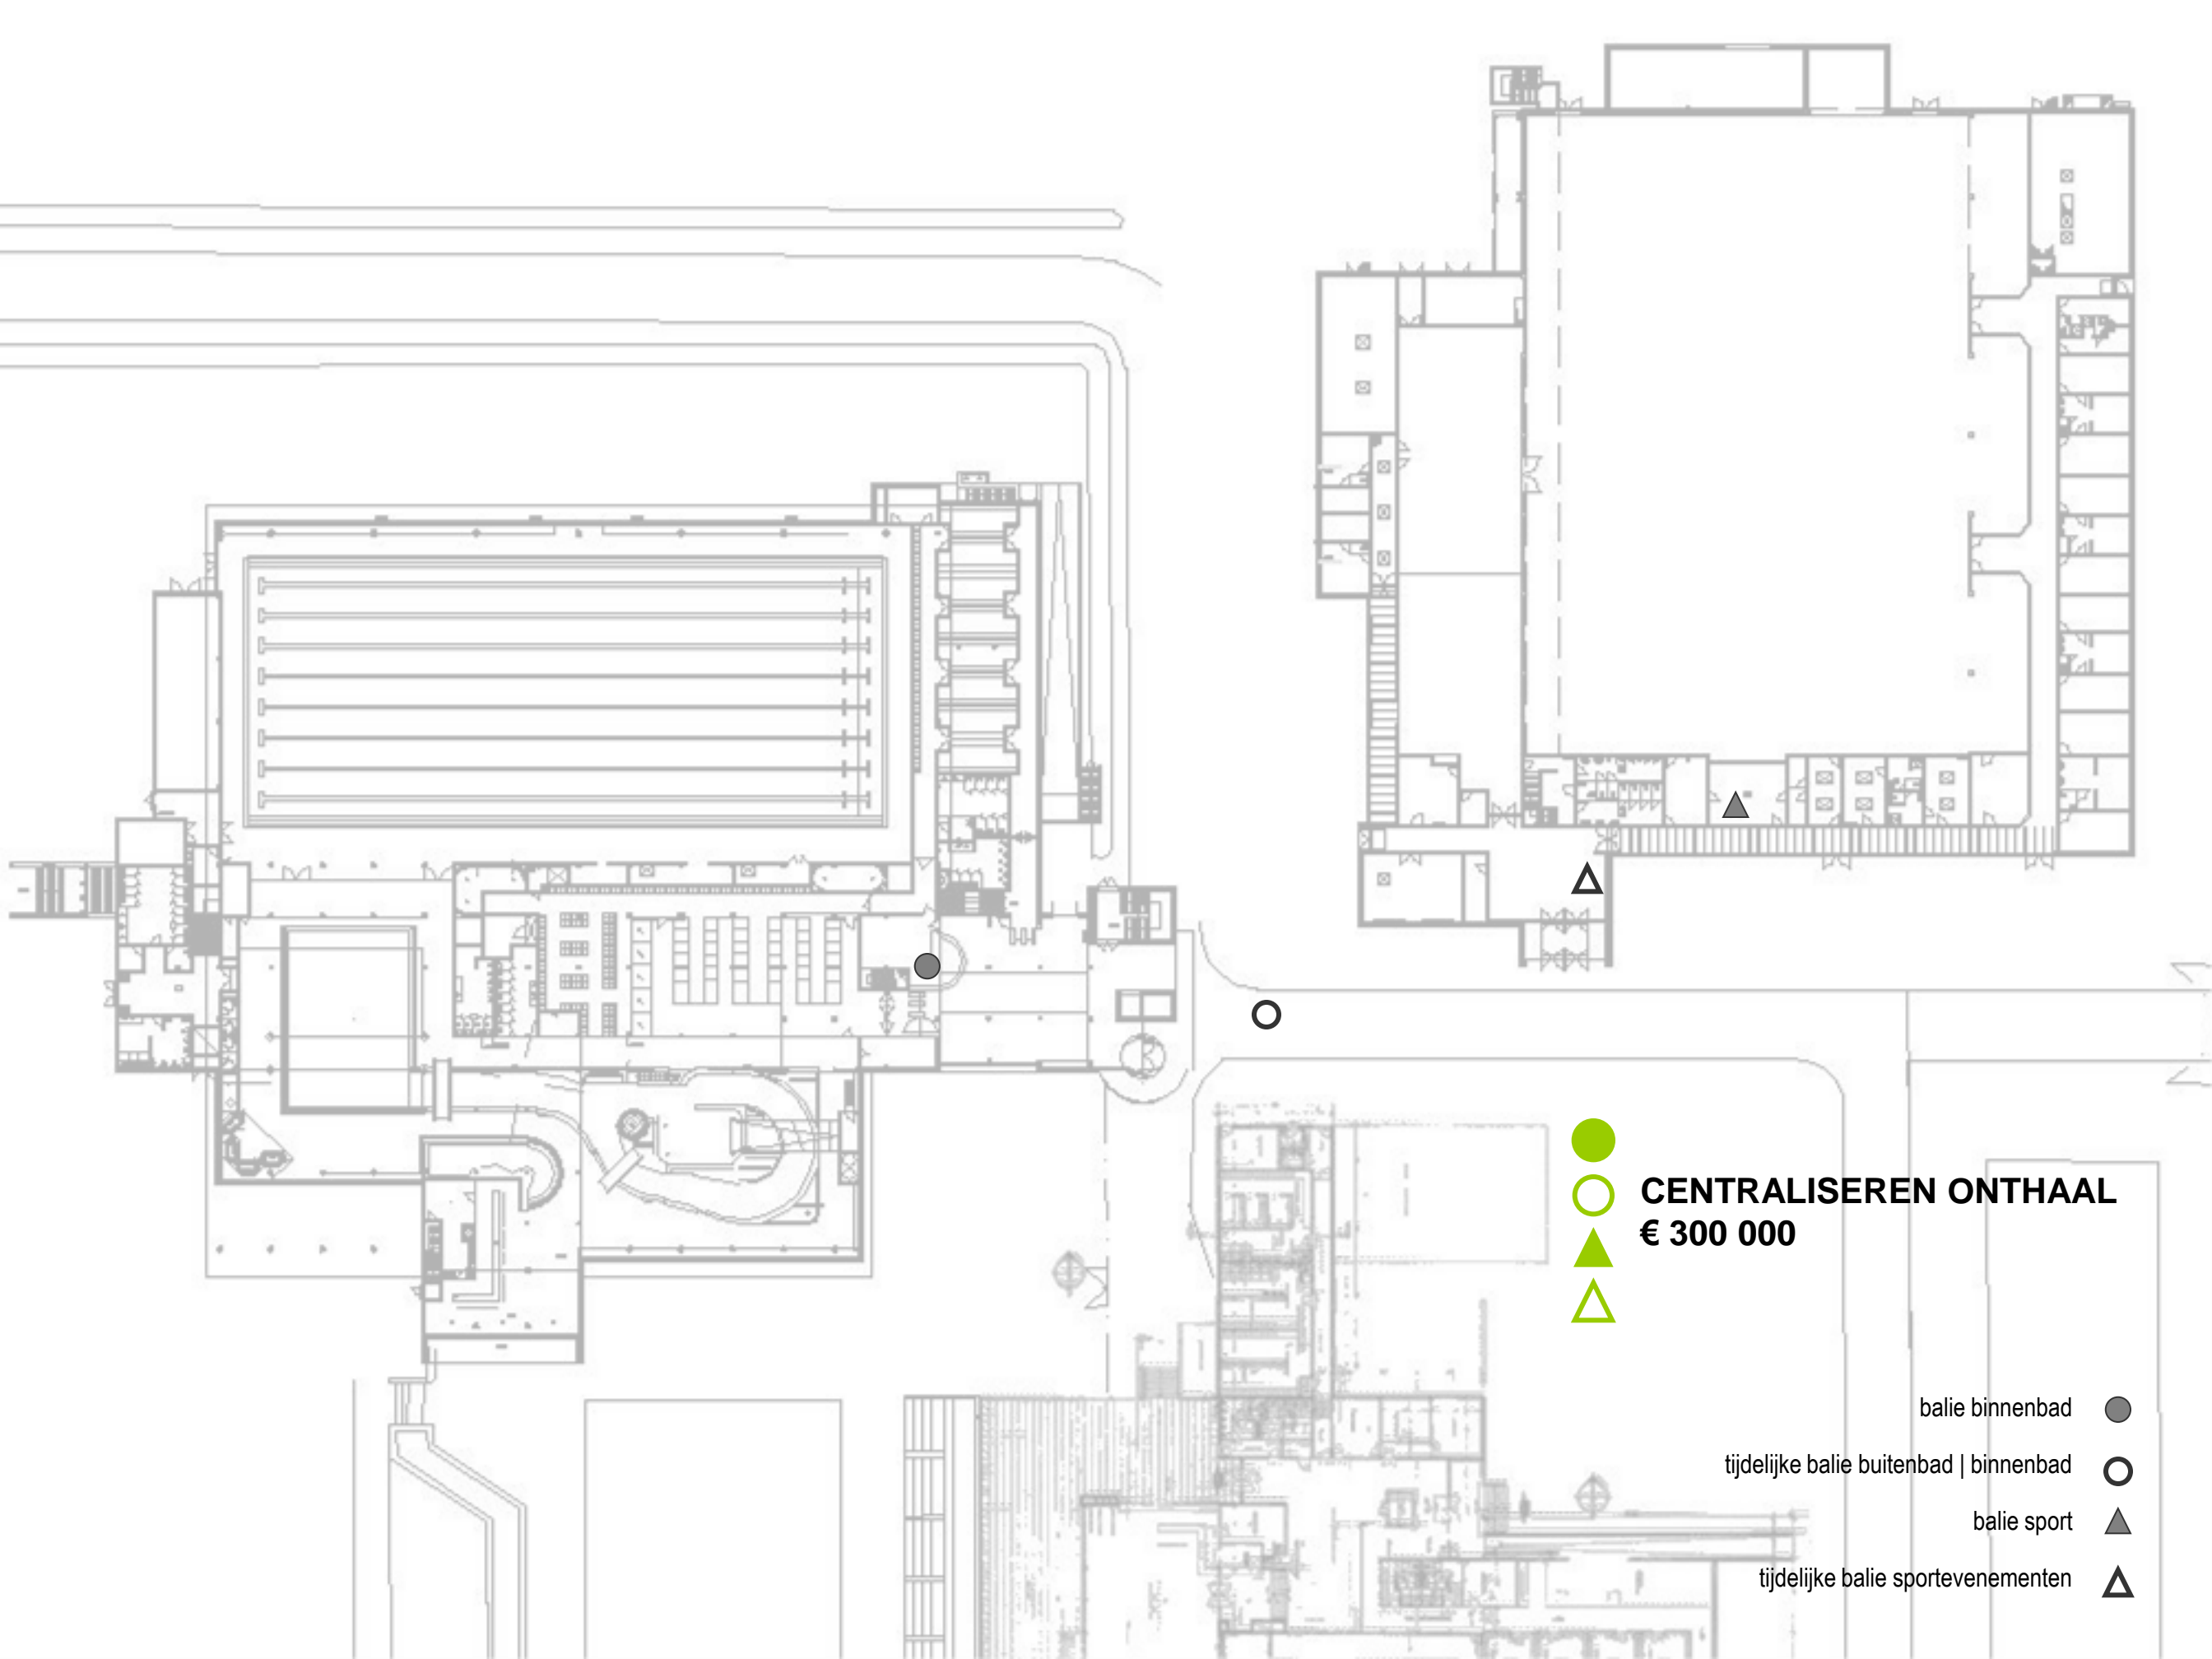 CENTRALISEREN ONTHAAL
€ 300 000
balie binnenbad
tijdelijke balie buitenbad | binnenbad
balie sport
tijdelijke balie sportevenementen